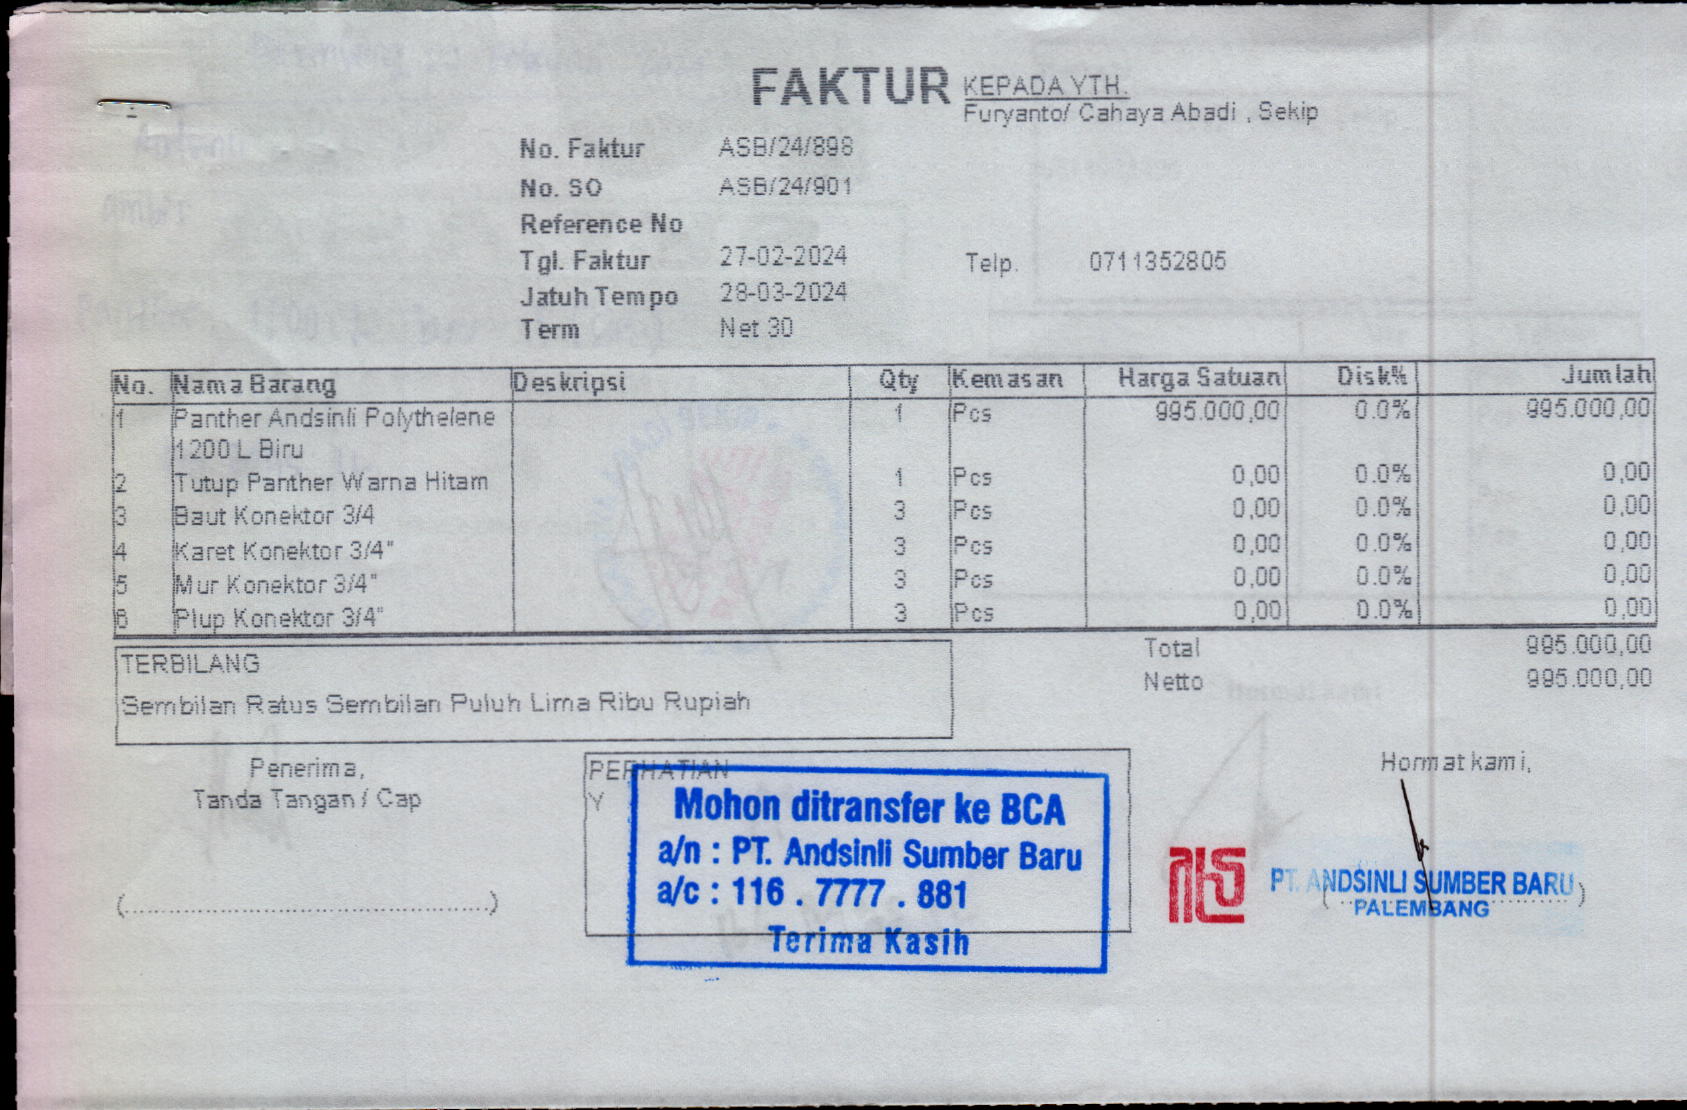 FAKTUR
KEPADA YTH.
Furyanto/ Cahaya Abadi , Sekip
No. Faktur ASB/24/898
No. SO ASB/24/901
Reference No
Tgl. Faktur 27-02-2024
Telp. 0711352805
Jatuh Tempo 28-03-2024
Term Net 30
No. Nama Barang Deskripsi Qty Kemasan Harga Satuan Disk% Jumlah
1 Panther Andsinli Polythelene 1 Pcs 995.000,00 0.0% 995.000,00
1200 L Biru
2 Tutup Panther Warna Hitam 1 Pcs 0,00 0.0% 0,00
3 Baut Konektor 3/4 3 Pcs 0,00 0.0% 0,00
4 Karet Konektor 3/4" 3 Pcs 0,00 0.0% 0,00
5 Mur Konektor 3/4" 3 Pcs 0,00 0.0% 0,00
6 Plup Konektor 3/4" 3 Pcs 0,00 0.0% 0,00
Total 995.000,00
Netto 995.000,00
TERBILANG
Sembilan Ratus Sembilan Puluh Lima Ribu Rupiah
Penerima,
Tanda Tangan / Cap
(..........................................)
PERHATIAN
Y
Mohon ditransfer ke BCA
a/n : PT. Andsinli Sumber Baru
a/c : 116 . 7777 . 881
Terima Kasih
Hormat kami,
PT. ANDSINLI SUMBER BARU
PALEMBANG